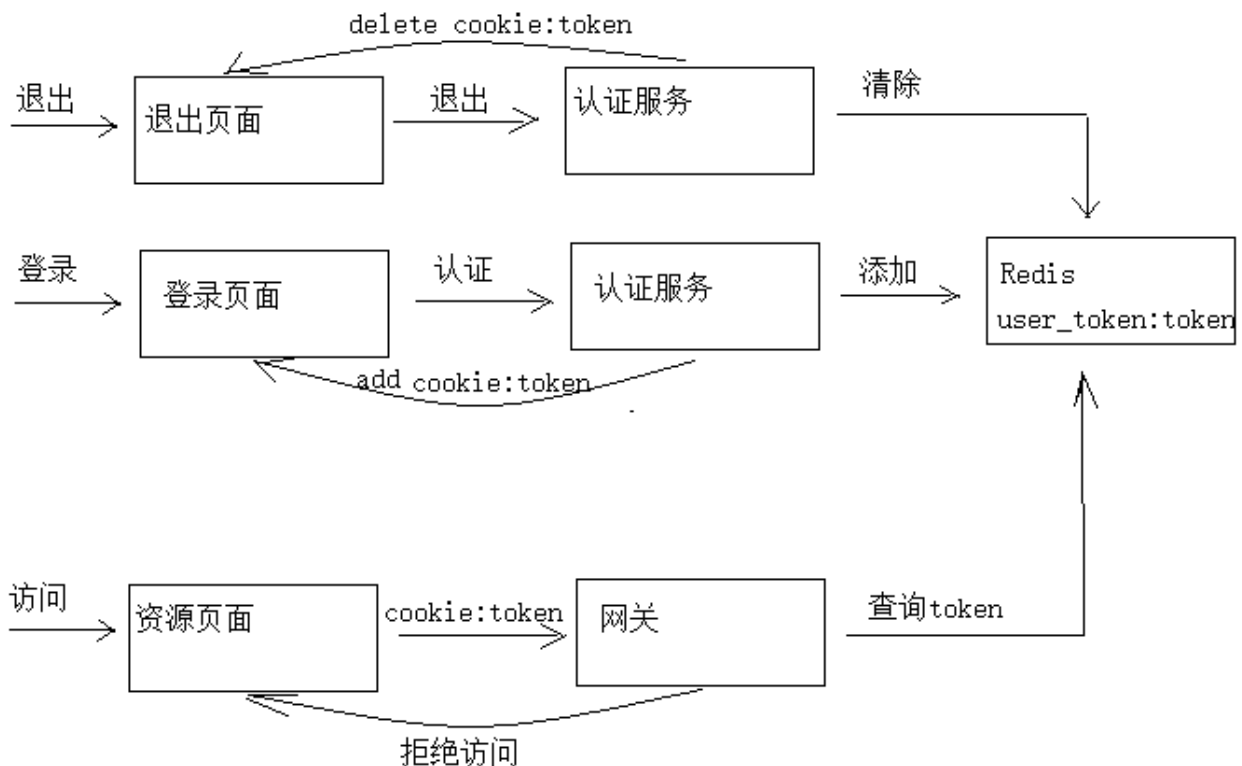 delete cookie:token
退出
退出页面
退出
认证服务
清除
登录
登录页面
认证
认证服务
添加
Redis
user_token:token
add cookie:token
访问
资源页面
cookie:token
网关
查询token
拒绝访问